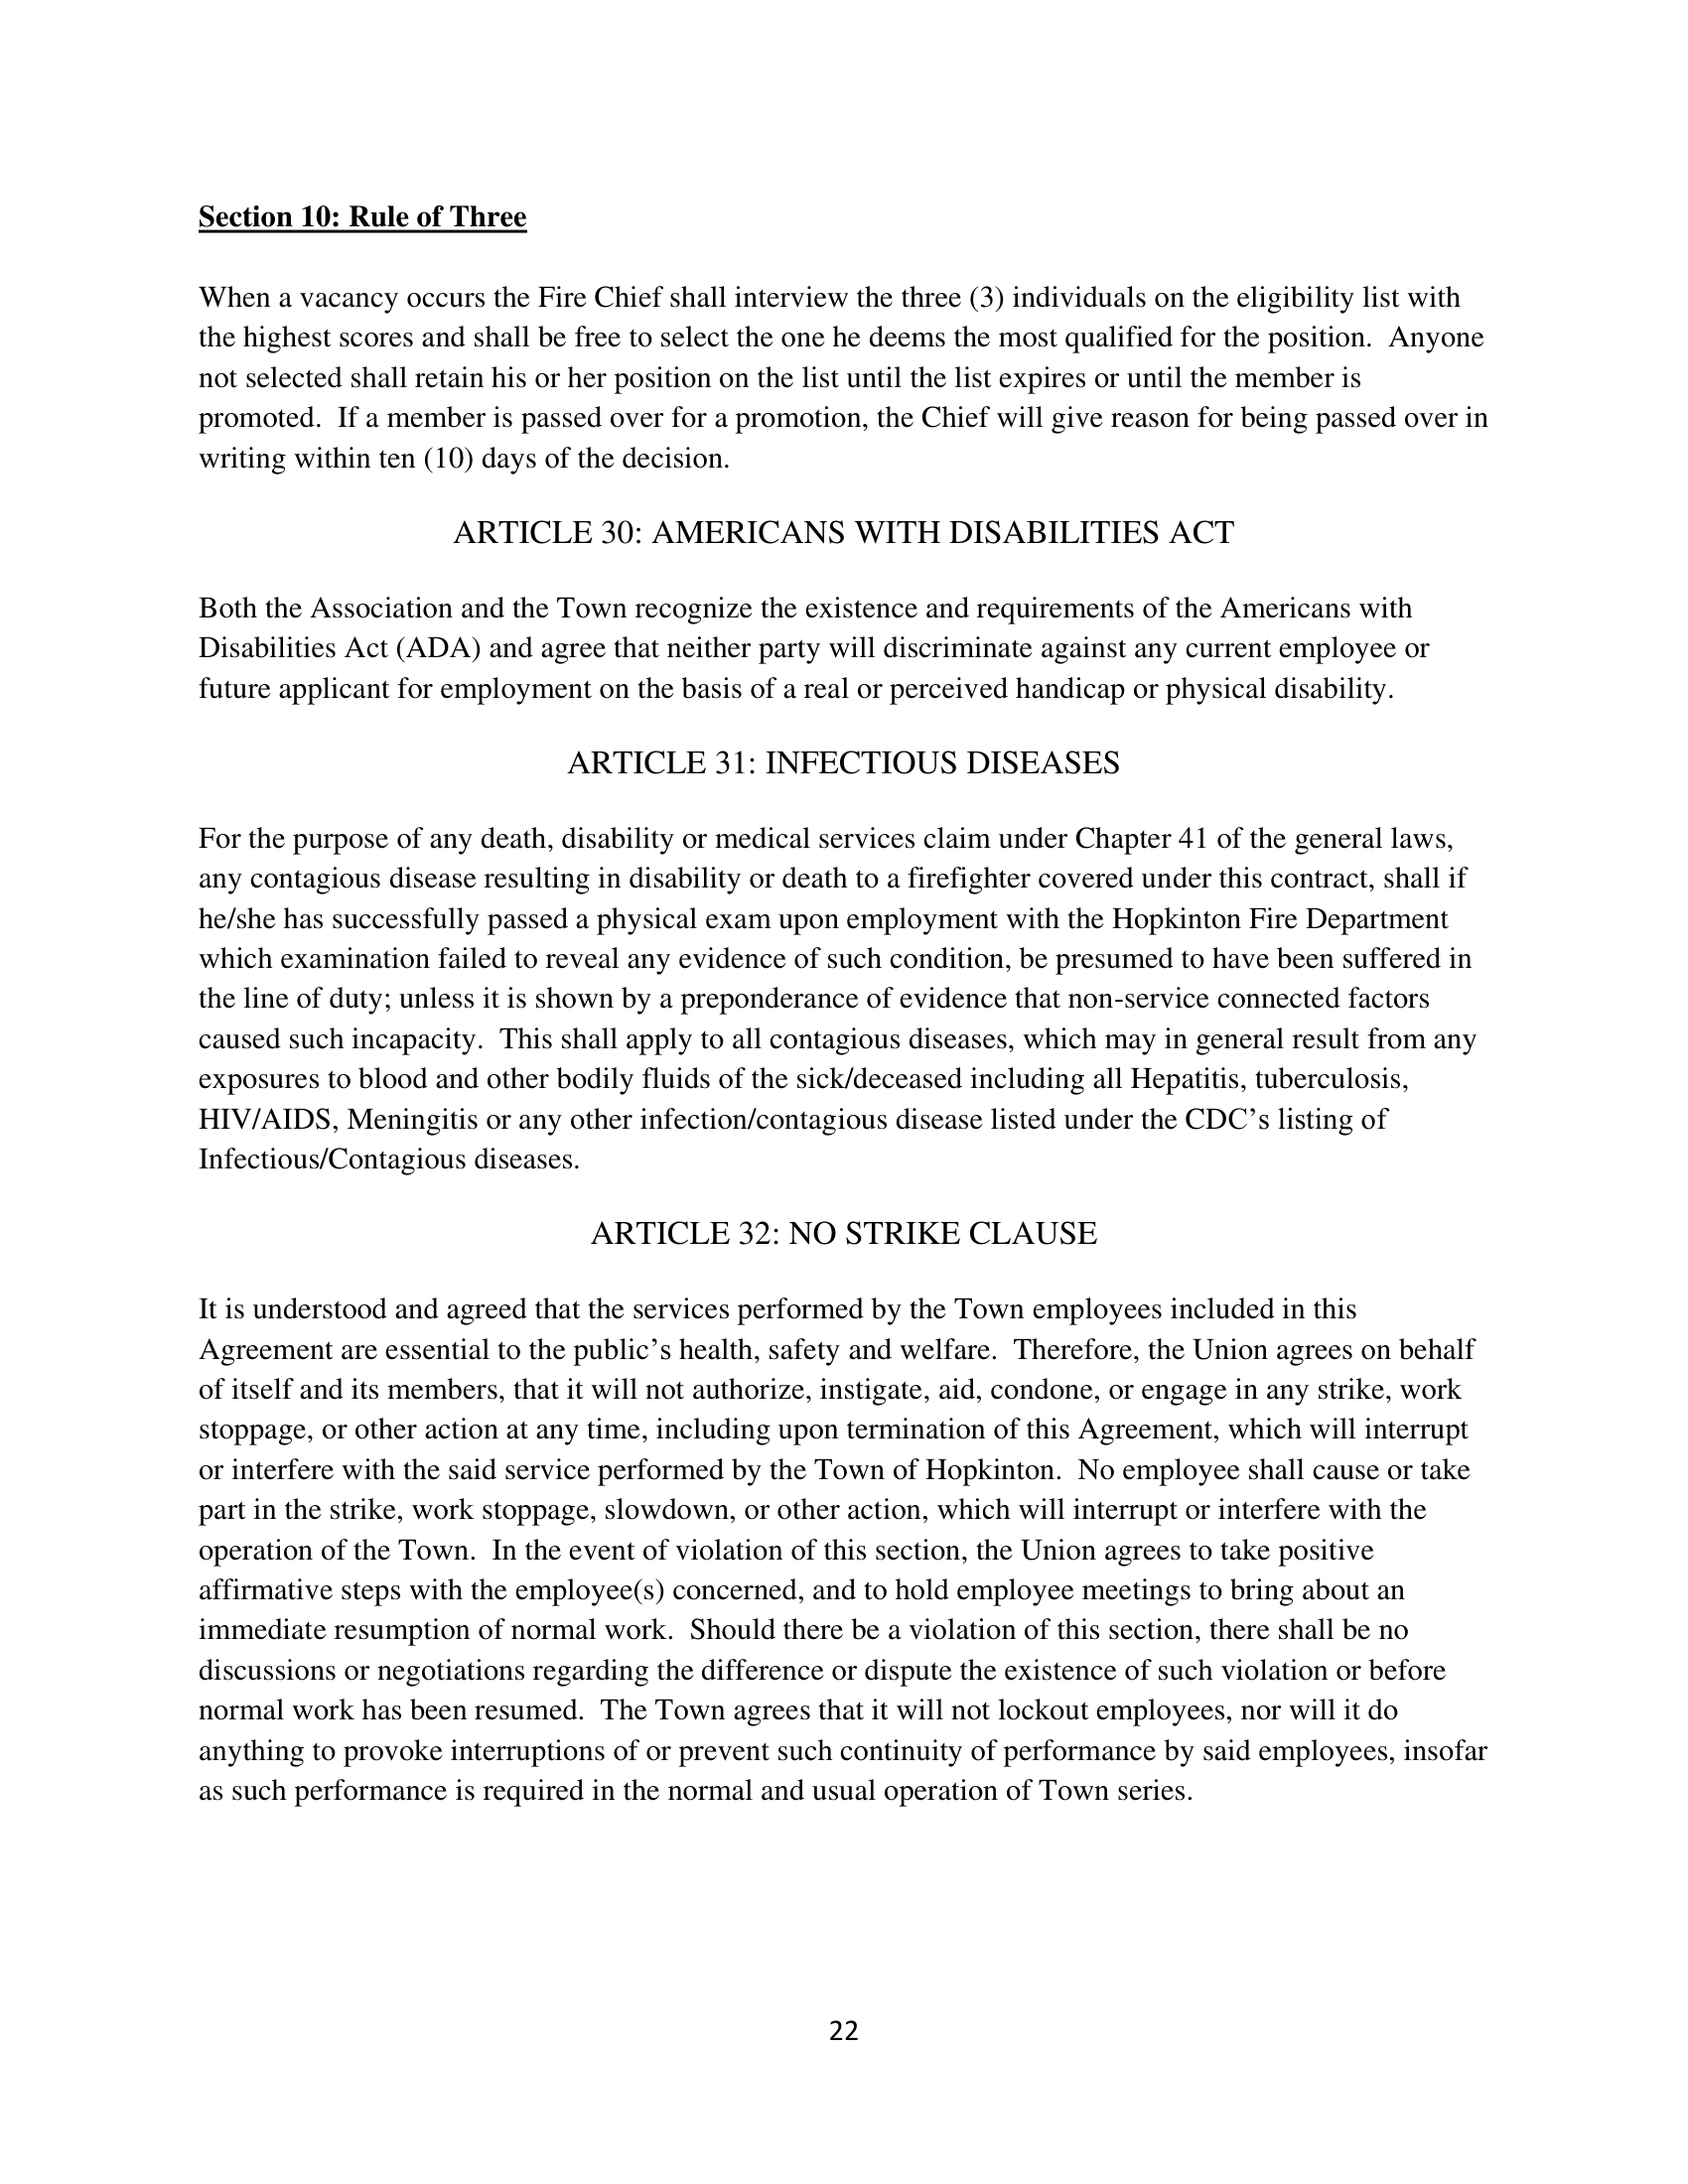 Section 10: Rule of Three
When a vacancy occurs the Fire Chief shall interview the three (3) individuals on the eligibility list with
the highest scores and shall be free to select the one he deems the most qualified for the position.  Anyone
not selected shall retain his or her position on the list until the list expires or until the member is
promoted.  If a member is passed over for a promotion, the Chief will give reason for being passed over in
writing within ten (10) days of the decision.
ARTICLE 30: AMERICANS WITH DISABILITIES ACT
Both the Association and the Town recognize the existence and requirements of the Americans with
Disabilities Act (ADA) and agree that neither party will discriminate against any current employee or
future applicant for employment on the basis of a real or perceived handicap or physical disability.
ARTICLE 31: INFECTIOUS DISEASES
For the purpose of any death, disability or medical services claim under Chapter 41 of the general laws,
any contagious disease resulting in disability or death to a firefighter covered under this contract, shall if
he/she has successfully passed a physical exam upon employment with the Hopkinton Fire Department
which examination failed to reveal any evidence of such condition, be presumed to have been suffered in
the line of duty; unless it is shown by a preponderance of evidence that non-service connected factors
caused such incapacity.  This shall apply to all contagious diseases, which may in general result from any
exposures to blood and other bodily fluids of the sick/deceased including all Hepatitis, tuberculosis,
HIV/AIDS, Meningitis or any other infection/contagious disease listed under the CDC’s listing of
Infectious/Contagious diseases.
ARTICLE 32: NO STRIKE CLAUSE
It is understood and agreed that the services performed by the Town employees included in this
Agreement are essential to the public’s health, safety and welfare.  Therefore, the Union agrees on behalf
of itself and its members, that it will not authorize, instigate, aid, condone, or engage in any strike, work
stoppage, or other action at any time, including upon termination of this Agreement, which will interrupt
or interfere with the said service performed by the Town of Hopkinton.  No employee shall cause or take
part in the strike, work stoppage, slowdown, or other action, which will interrupt or interfere with the
operation of the Town.  In the event of violation of this section, the Union agrees to take positive
affirmative steps with the employee(s) concerned, and to hold employee meetings to bring about an
immediate resumption of normal work.  Should there be a violation of this section, there shall be no
discussions or negotiations regarding the difference or dispute the existence of such violation or before
normal work has been resumed.  The Town agrees that it will not lockout employees, nor will it do
anything to provoke interruptions of or prevent such continuity of performance by said employees, insofar
as such performance is required in the normal and usual operation of Town series.
22